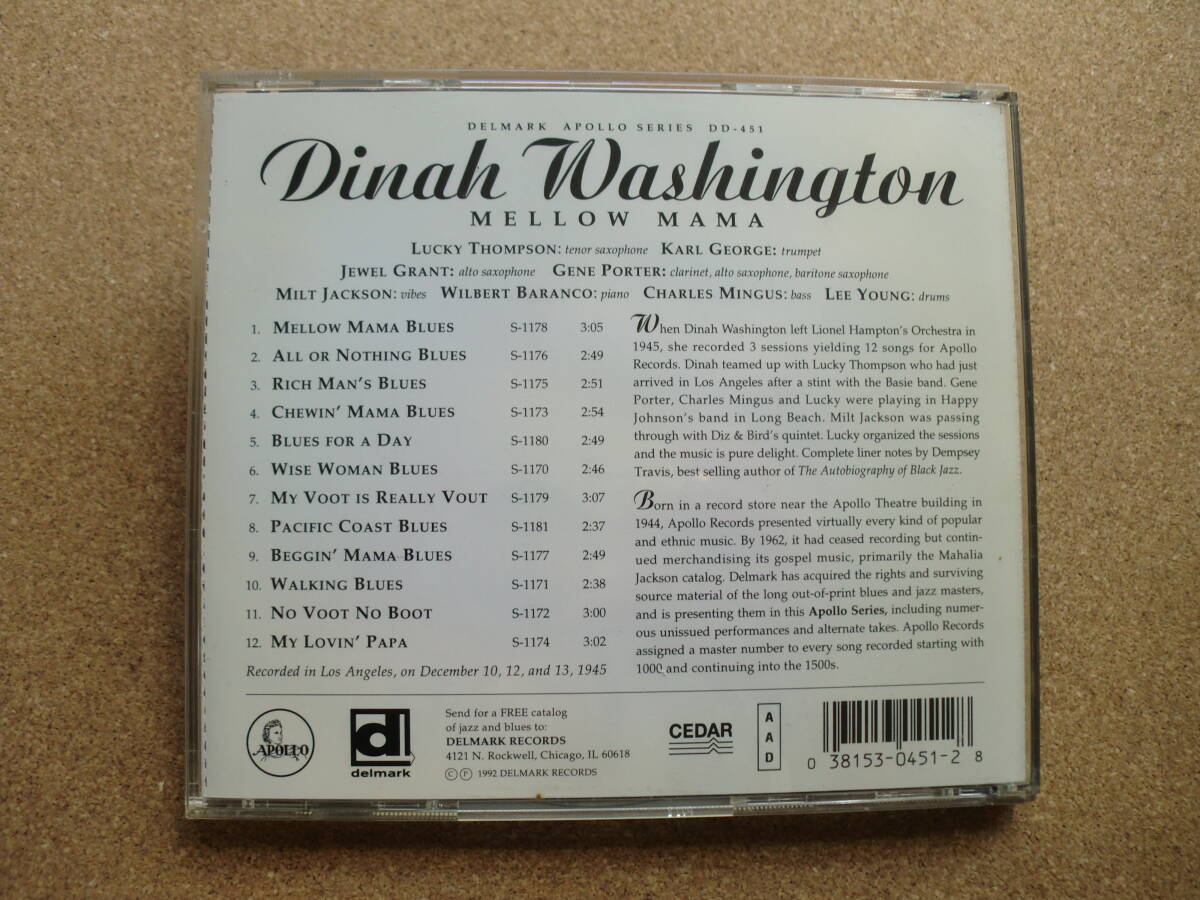 DELMARK APOLLO SERIES DD-451
Dinah Washington
MELLOW MAMA
LUCKY THOMPSON: tenor saxophone KARL GEORGE: trumpet
JEWEL GRANT: alto saxophone GENE PORTER: clarinet, alto saxophone, baritone saxophone
MILT JACKSON: vibes WILBERT BARANCO: piano CHARLES MINGUS: bass LEE YOUNG: drums
1. MELLOW MAMA BLUES S-1178 3:05
2. ALL OR NOTHING BLUES S-1176 2:49
3. RICH MAN'S BLUES S-1175 2:51
4. CHEWIN' MAMA BLUES S-1173 2:54
5. BLUES FOR A DAY S-1180 2:49
6. WISE WOMAN BLUES S-1170 2:46
7. MY VOOT IS REALLY VOUT S-1179 3:07
8. PACIFIC COAST BLUES S-1181 2:37
9. BEGGIN' MAMA BLUES S-1177 2:49
10. WALKING BLUES S-1171 2:38
11. NO VOOT NO BOOT S-1172 3:00
12. MY LOVIN' PAPA S-1174 3:02
Recorded in Los Angeles, on December 10, 12, and 13, 1945
When Dinah Washington left Lionel Hampton's Orchestra in
1945, she recorded 3 sessions yielding 12 songs for Apollo
Records. Dinah teamed up with Lucky Thompson who had just
arrived in Los Angeles after a stint with the Basie band. Gene
Porter, Charles Mingus and Lucky were playing in Happy
Johnson's band in Long Beach. Milt Jackson was passing
through with Diz & Bird's quintet. Lucky organized the sessions
and the music is pure delight. Complete liner notes by Dempsey
Travis, best selling author of The Autobiography of Black Jazz.
Born in a record store near the Apollo Theatre building in
1944, Apollo Records presented virtually every kind of popular
and ethnic music. By 1962, it had ceased recording but contin-
ued merchandising its gospel music, primarily the Mahalia
Jackson catalog. Delmark has acquired the rights and surviving
source material of the long out-of-print blues and jazz masters,
and is presenting them in this Apollo Series, including numer-
ous unissued performances and alternate takes. Apollo Records
assigned a master number to every song recorded starting with
1000 and continuing into the 1500s.
APOLLO
d
delmark
Send for a FREE catalog
of jazz and blues to:
DELMARK RECORDS
4121 N. Rockwell, Chicago, IL 60618
© ℗ 1992 DELMARK RECORDS
CEDAR
A
A
D
0 38153-0451-2 8